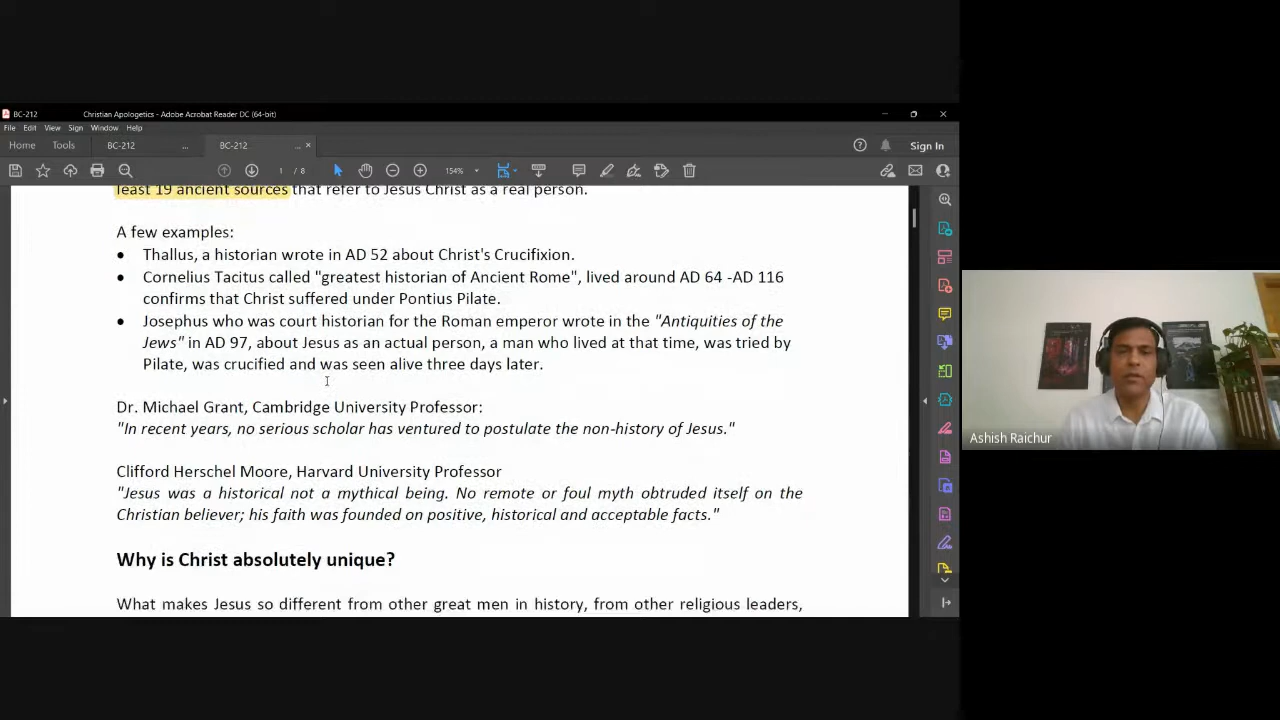 BC-212 Christian Apologetics - Adobe Acrobat Reader DC (64-bit)
File Edit View Window Help
Home Tools BC-212 ... BC-212 ... × Sign In
1 / 8 154%
least 19 ancient sources that refer to Jesus Christ as a real person.
A few examples:
• Thallus, a historian wrote in AD 52 about Christ's Crucifixion.
• Cornelius Tacitus called "greatest historian of Ancient Rome", lived around AD 64 -AD 116
confirms that Christ suffered under Pontius Pilate.
• Josephus who was court historian for the Roman emperor wrote in the "Antiquities of the
Jews" in AD 97, about Jesus as an actual person, a man who lived at that time, was tried by
Pilate, was crucified and was seen alive three days later.
Dr. Michael Grant, Cambridge University Professor:
"In recent years, no serious scholar has ventured to postulate the non-history of Jesus."
Clifford Herschel Moore, Harvard University Professor
"Jesus was a historical not a mythical being. No remote or foul myth obtruded itself on the
Christian believer; his faith was founded on positive, historical and acceptable facts."
Why is Christ absolutely unique?
What makes Jesus so different from other great men in history, from other religious leaders,
Ashish Raichur